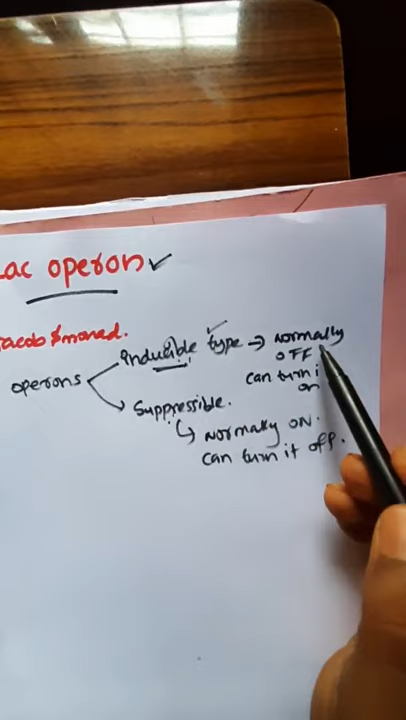 ac operon ✓
Jacob & monod.
operons
inducible type → normally
OFF
can turn i
on
Suppressible.
↳ normally ON.
can turn it off.